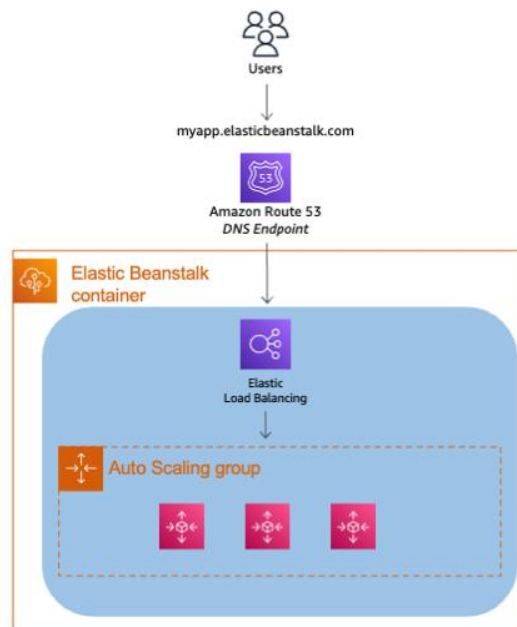 Users
myapp.elasticbeanstalk.com
53
Amazon Route 53
DNS Endpoint
Elastic Beanstalk
container
Elastic
Load Balancing
Auto Scaling group